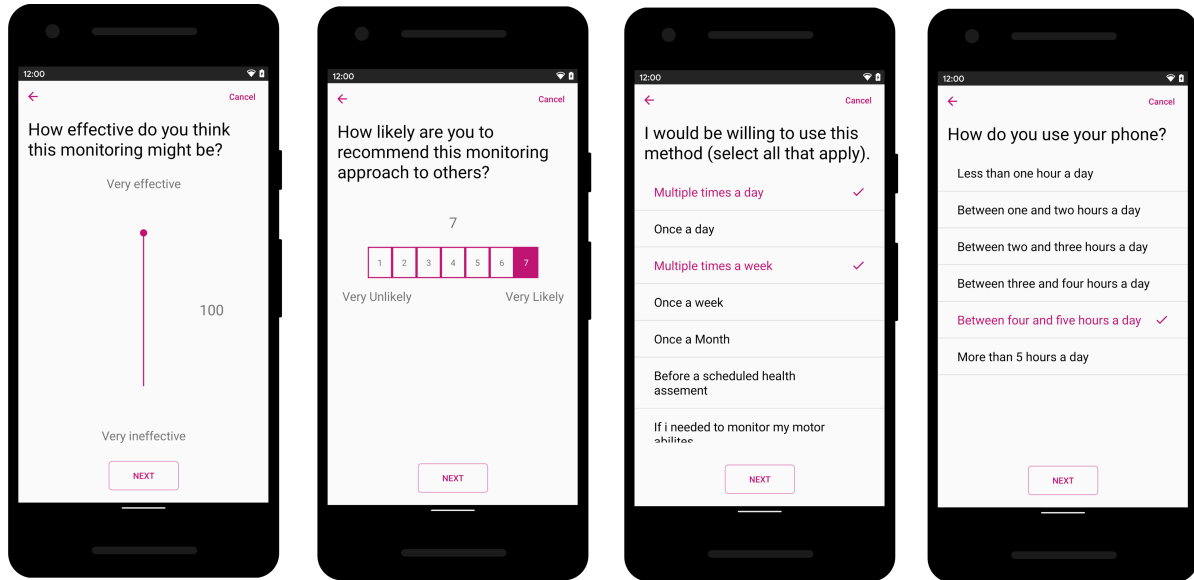 12:00
Cancel
How effective do you think
this monitoring might be?
Very effective
100
Very ineffective
NEXT
12:00
Cancel
How likely are you to
recommend this monitoring
approach to others?
7
1 2 3 4 5 6 7
Very Unlikely Very Likely
NEXT
12:00
Cancel
I would be willing to use this
method (select all that apply).
Multiple times a day
Once a day
Multiple times a week
Once a week
Once a Month
Before a scheduled health
assement
If i needed to monitor my motor
abilites
NEXT
12:00
Cancel
How do you use your phone?
Less than one hour a day
Between one and two hours a day
Between two and three hours a day
Between three and four hours a day
Between four and five hours a day
More than 5 hours a day
NEXT